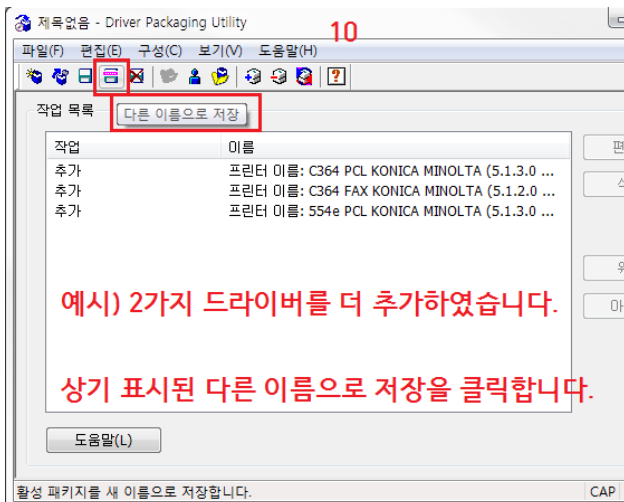 제목없음 - Driver Packaging Utility
10
파일(F) 편집(E) 구성(C) 보기(V) 도움말(H)
작업 목록
다른 이름으로 저장
작업 이름
추가 프린터 이름: C364 PCL KONICA MINOLTA (5.1.3.0 ...
추가 프린터 이름: C364 FAX KONICA MINOLTA (5.1.2.0 ...
추가 프린터 이름: 554e PCL KONICA MINOLTA (5.1.3.0 ...
예시) 2가지 드라이버를 더 추가하였습니다.
상기 표시된 다른 이름으로 저장을 클릭합니다.
도움말(L)
활성 패키지를 새 이름으로 저장합니다. CAP